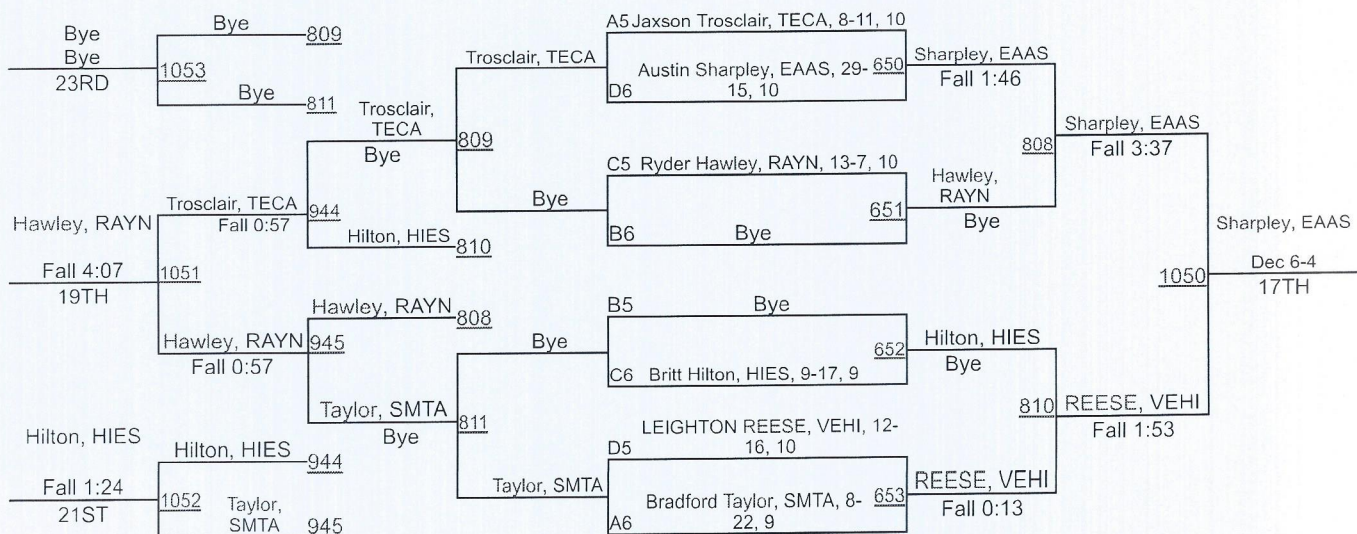 Bye
Bye
23RD
1053
Bye
809
Bye
811
Trosclair,
TECA
Bye
809
Trosclair, TECA
Bye
A5 Jaxson Trosclair, TECA, 8-11, 10
Austin Sharpley, EAAS, 29-
15, 10
D6
650
Sharpley, EAAS
Fall 1:46
C5 Ryder Hawley, RAYN, 13-7, 10
B6
Bye
651
Hawley,
RAYN
Bye
808
Sharpley, EAAS
Fall 3:37
Hawley, RAYN
Fall 4:07
19TH
1051
Trosclair, TECA
Fall 0:57
944
Hilton, HIES
810
Hawley, RAYN
Fall 0:57
945
Hawley, RAYN
808
Taylor, SMTA
Bye
811
Bye
Taylor, SMTA
B5
Bye
C6 Britt Hilton, HIES, 9-17, 9
652
Hilton, HIES
Bye
LEIGHTON REESE, VEHI, 12-
16, 10
D5
Bradford Taylor, SMTA, 8-
22, 9
A6
653
REESE, VEHI
Fall 0:13
810
REESE, VEHI
Fall 1:53
1050
Sharpley, EAAS
Dec 6-4
17TH
Hilton, HIES
Fall 1:24
21ST
1052
Hilton, HIES
944
Taylor,
SMTA
945